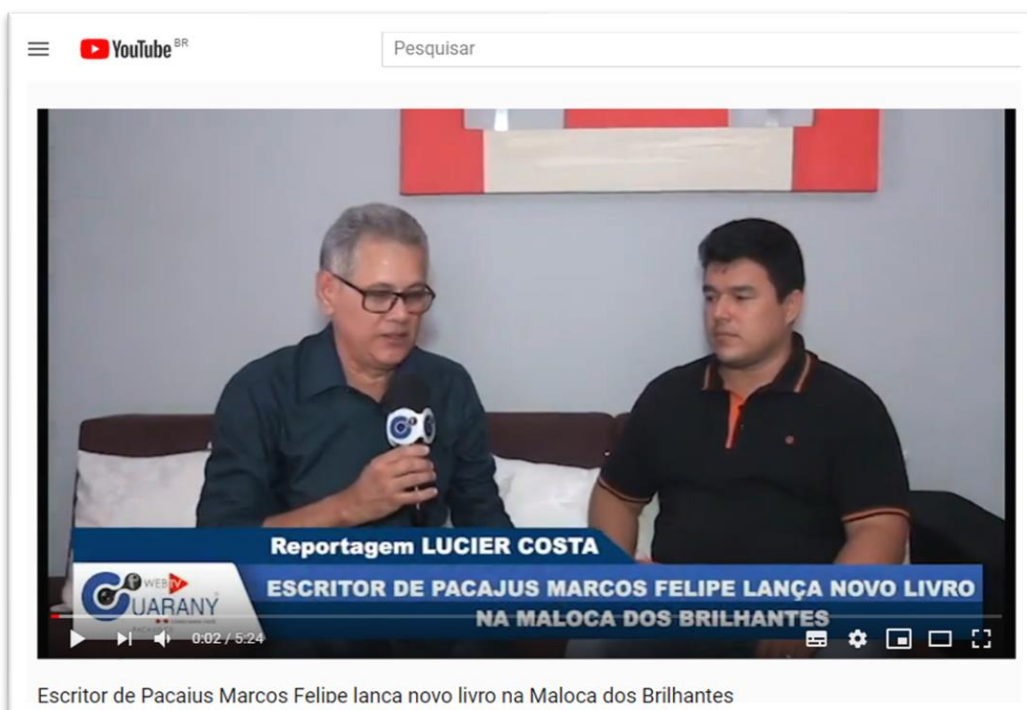 YouTube BR
Pesquisar
Reportagem LUCIER COSTA
WEB TV
GUARANY
ESCRITOR DE PACAJUS MARCOS FELIPE LANÇA NOVO LIVRO
NA MALOCA DOS BRILHANTES
0:02 / 5:24
Escritor de Pacajus Marcos Felipe lança novo livro na Maloca dos Brilhantes